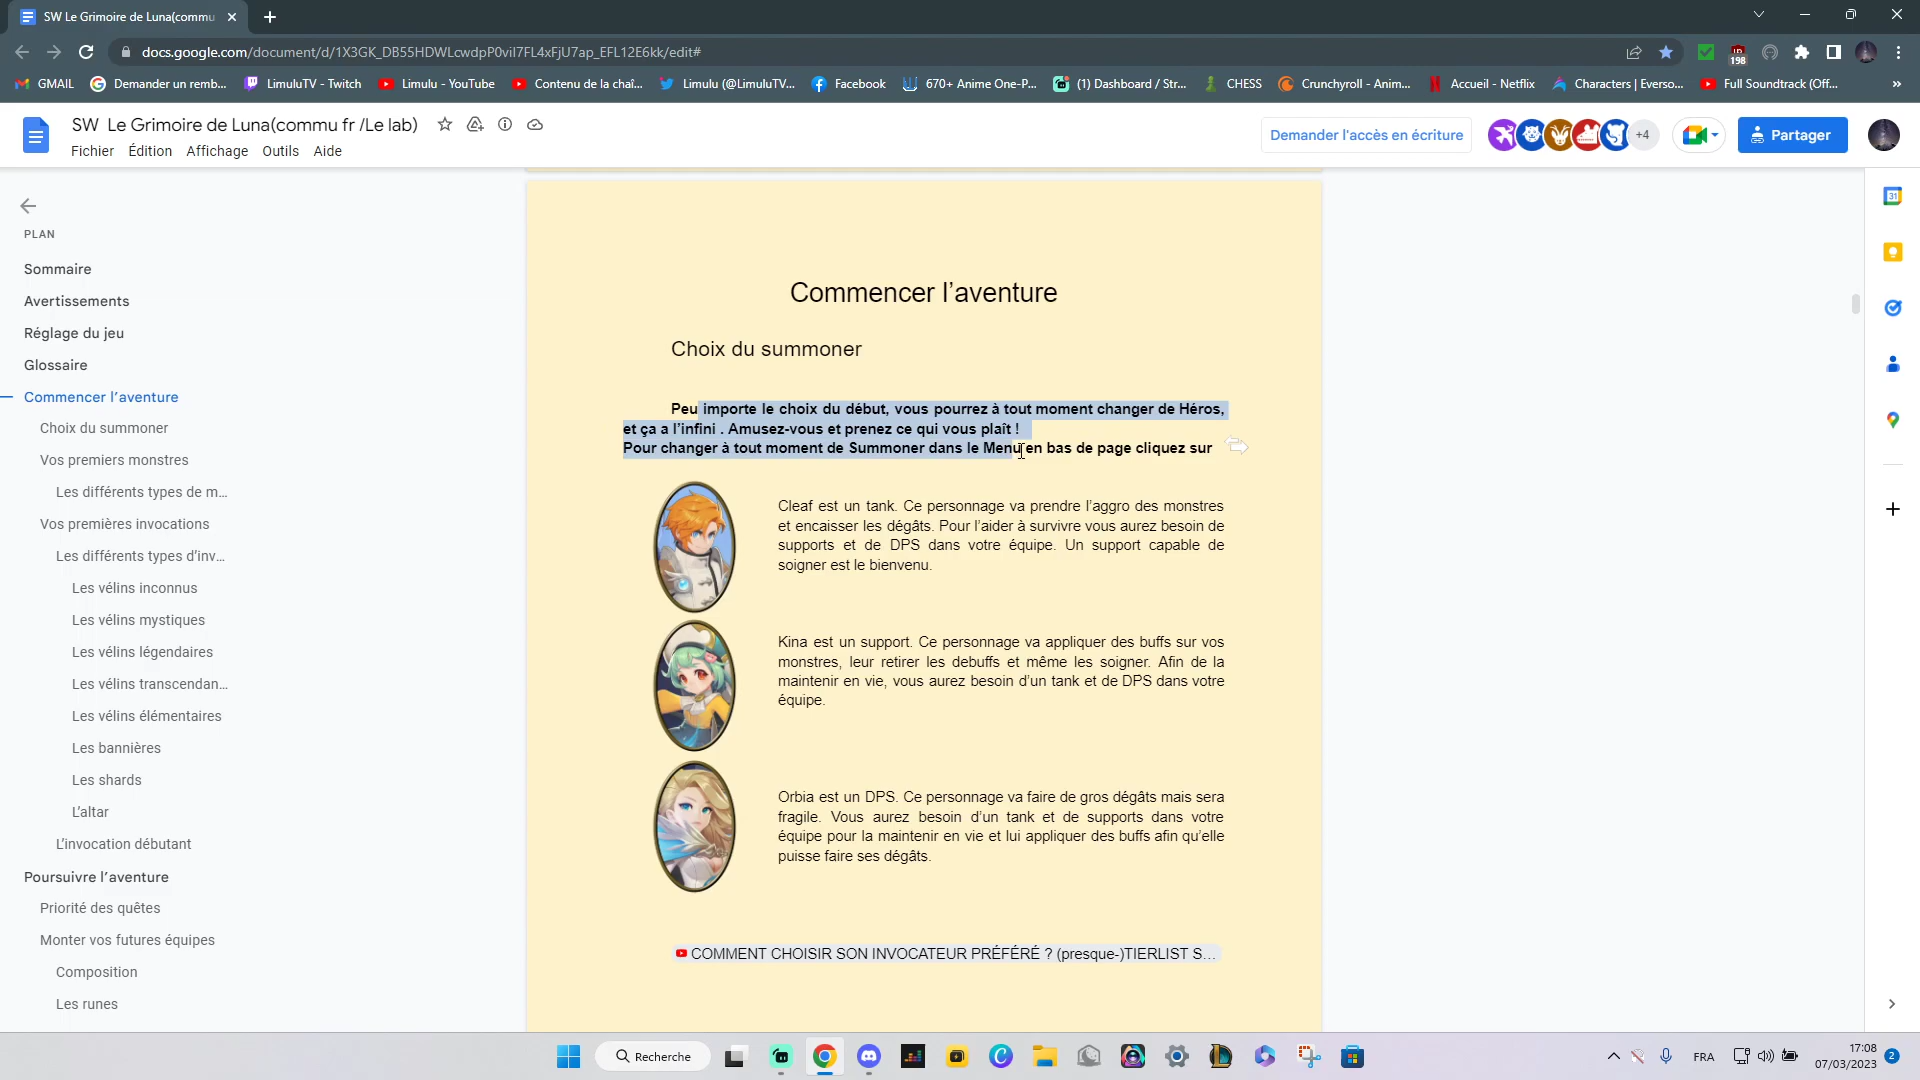 SW Le Grimoire de Luna(commu
docs.google.com/document/d/1X3GK_DB55HDWLcwdpP0vil7FL4xFjU7ap_EFL12E6kk/edit#
198
GMAIL
Demander un remb...
LimuluTV - Twitch
Limulu - YouTube
Contenu de la chaî...
Limulu (@LimuluTV...
Facebook
670+ Anime One-P...
(1) Dashboard / Str...
CHESS
Crunchyroll - Anim...
Accueil - Netflix
Characters | Everso...
Full Soundtrack (Off...
»
SW Le Grimoire de Luna(commu fr /Le lab)
Fichier Édition Affichage Outils Aide
Demander l'accès en écriture
+4
Partager
PLAN
Sommaire
Avertissements
Réglage du jeu
Glossaire
Commencer l'aventure
Choix du summoner
Vos premiers monstres
Les différents types de m...
Vos premières invocations
Les différents types d'inv...
Les vélins inconnus
Les vélins mystiques
Les vélins légendaires
Les vélins transcendan...
Les vélins élémentaires
Les bannières
Les shards
L'altar
L'invocation débutant
Poursuivre l'aventure
Priorité des quêtes
Monter vos futures équipes
Composition
Les runes
Commencer l'aventure
Choix du summoner
Peu importe le choix du début, vous pourrez à tout moment changer de Héros,
et ça a l'infini . Amusez-vous et prenez ce qui vous plaît !
Pour changer à tout moment de Summoner dans le Menu en bas de page cliquez sur
Cleaf est un tank. Ce personnage va prendre l'aggro des monstres
et encaisser les dégâts. Pour l'aider à survivre vous aurez besoin de
supports et de DPS dans votre équipe. Un support capable de
soigner est le bienvenu.
Kina est un support. Ce personnage va appliquer des buffs sur vos
monstres, leur retirer les debuffs et même les soigner. Afin de la
maintenir en vie, vous aurez besoin d'un tank et de DPS dans votre
équipe.
Orbia est un DPS. Ce personnage va faire de gros dégâts mais sera
fragile. Vous aurez besoin d'un tank et de supports dans votre
équipe pour la maintenir en vie et lui appliquer des buffs afin qu'elle
puisse faire ses dégâts.
COMMENT CHOISIR SON INVOCATEUR PRÉFÉRÉ ? (presque-)TIERLIST S...
31
Recherche
FRA
17:08
07/03/2023
2